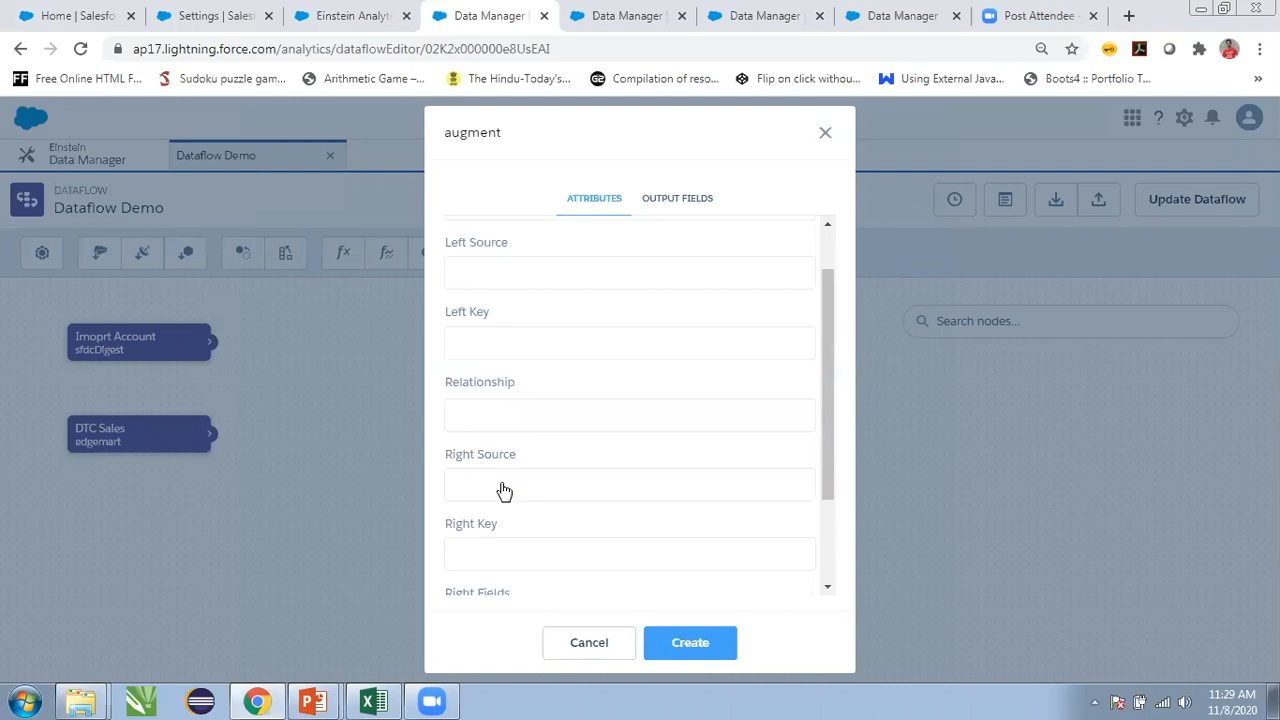 Home | Salesfo
Settings | Sales
Einstein Analyt
Data Manager
Data Manager
Data Manager
Data Manager
Post Attendee -
ap17.lightning.force.com/analytics/dataflowEditor/02K2x000000e8UsEAI
Free Online HTML F...
Sudoku puzzle gam...
Arithmetic Game –...
The Hindu-Today's...
Compilation of reso...
Flip on click withou...
Using External Java...
Boots4 :: Portfolio T...
»
Einstein
Data Manager
Dataflow Demo
DATAFLOW
Dataflow Demo
Update Dataflow
fx
Imoprt Account
sfdcDigest
DTC Sales
edgemart
Search nodes...
augment
ATTRIBUTES
OUTPUT FIELDS
Left Source
Left Key
Relationship
Right Source
Right Key
Right Fields
Cancel
Create
11:29 AM
11/8/2020